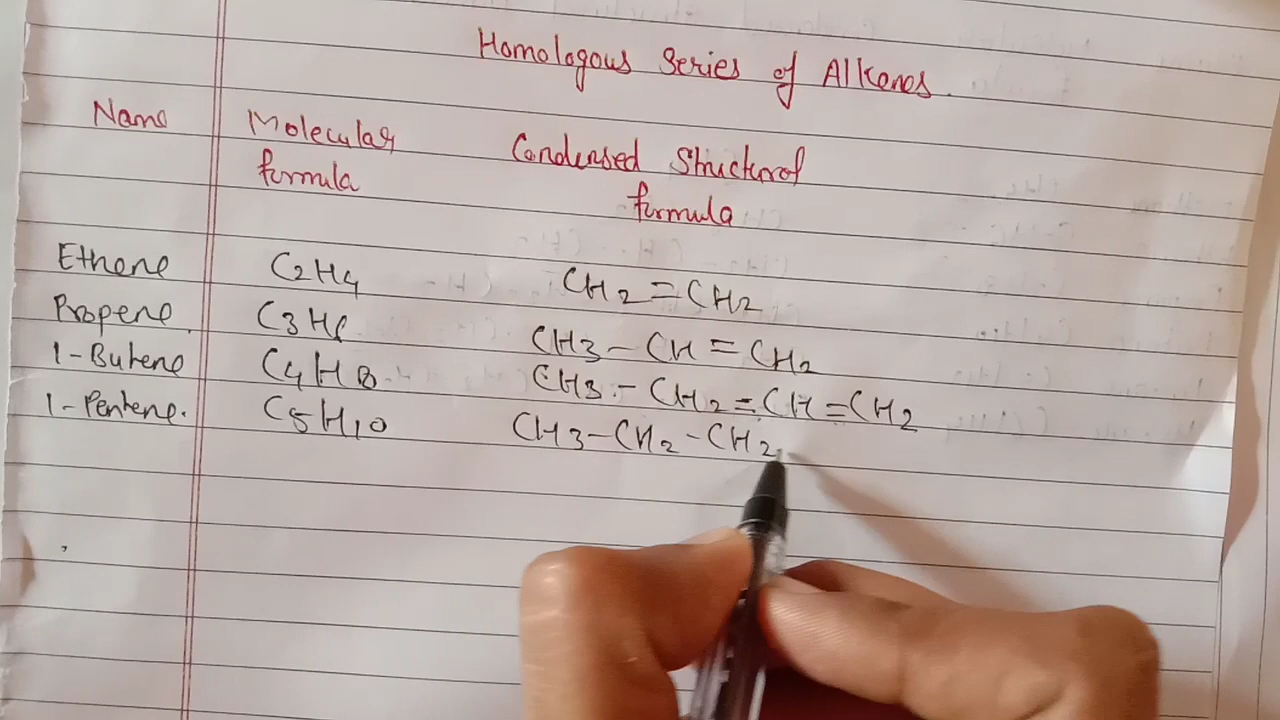 Homologous Series of Alkenes.
Name Molecular formula Condensed Structural formula
Ethene C2H4 CH2=CH2
Propene C3H6 CH3-CH=CH2
1-Butene C4H8 CH3-CH2=CH=CH2
1-Pentene. C5H10 CH3-CH2-CH2